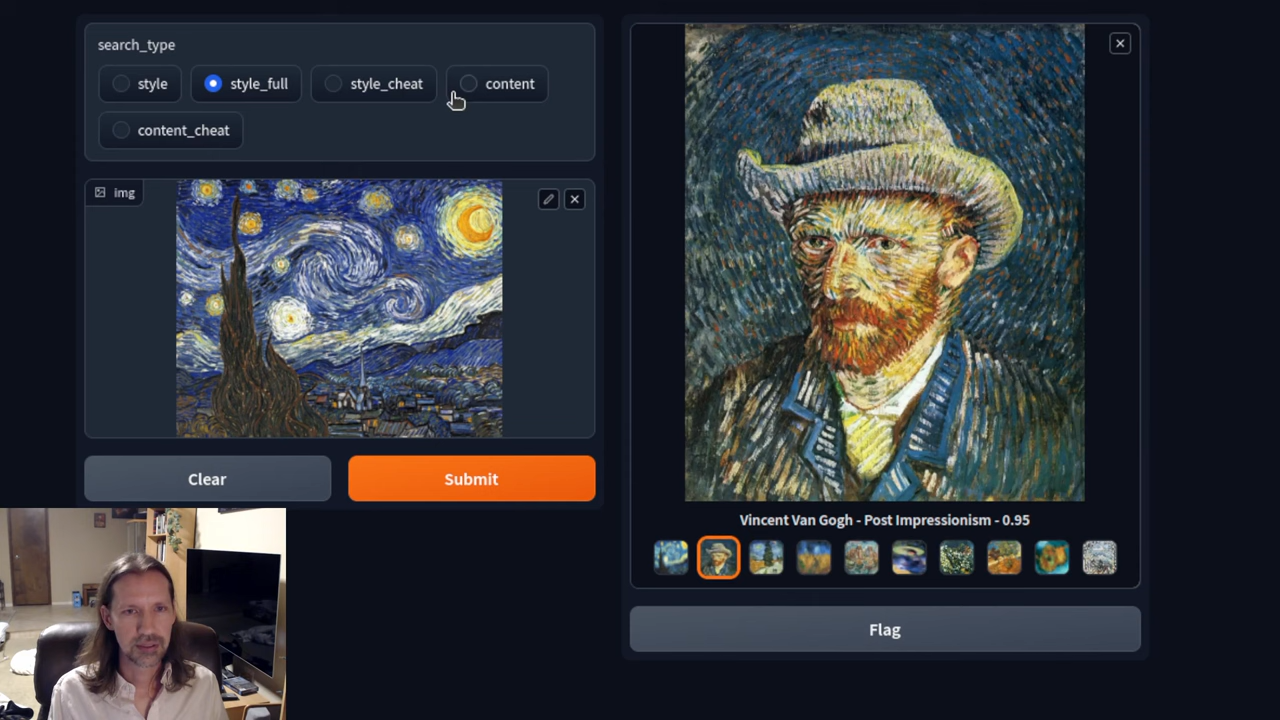 search_type
style style_full style_cheat content
content_cheat
img
Clear Submit
Vincent Van Gogh - Post Impressionism - 0.95
Flag